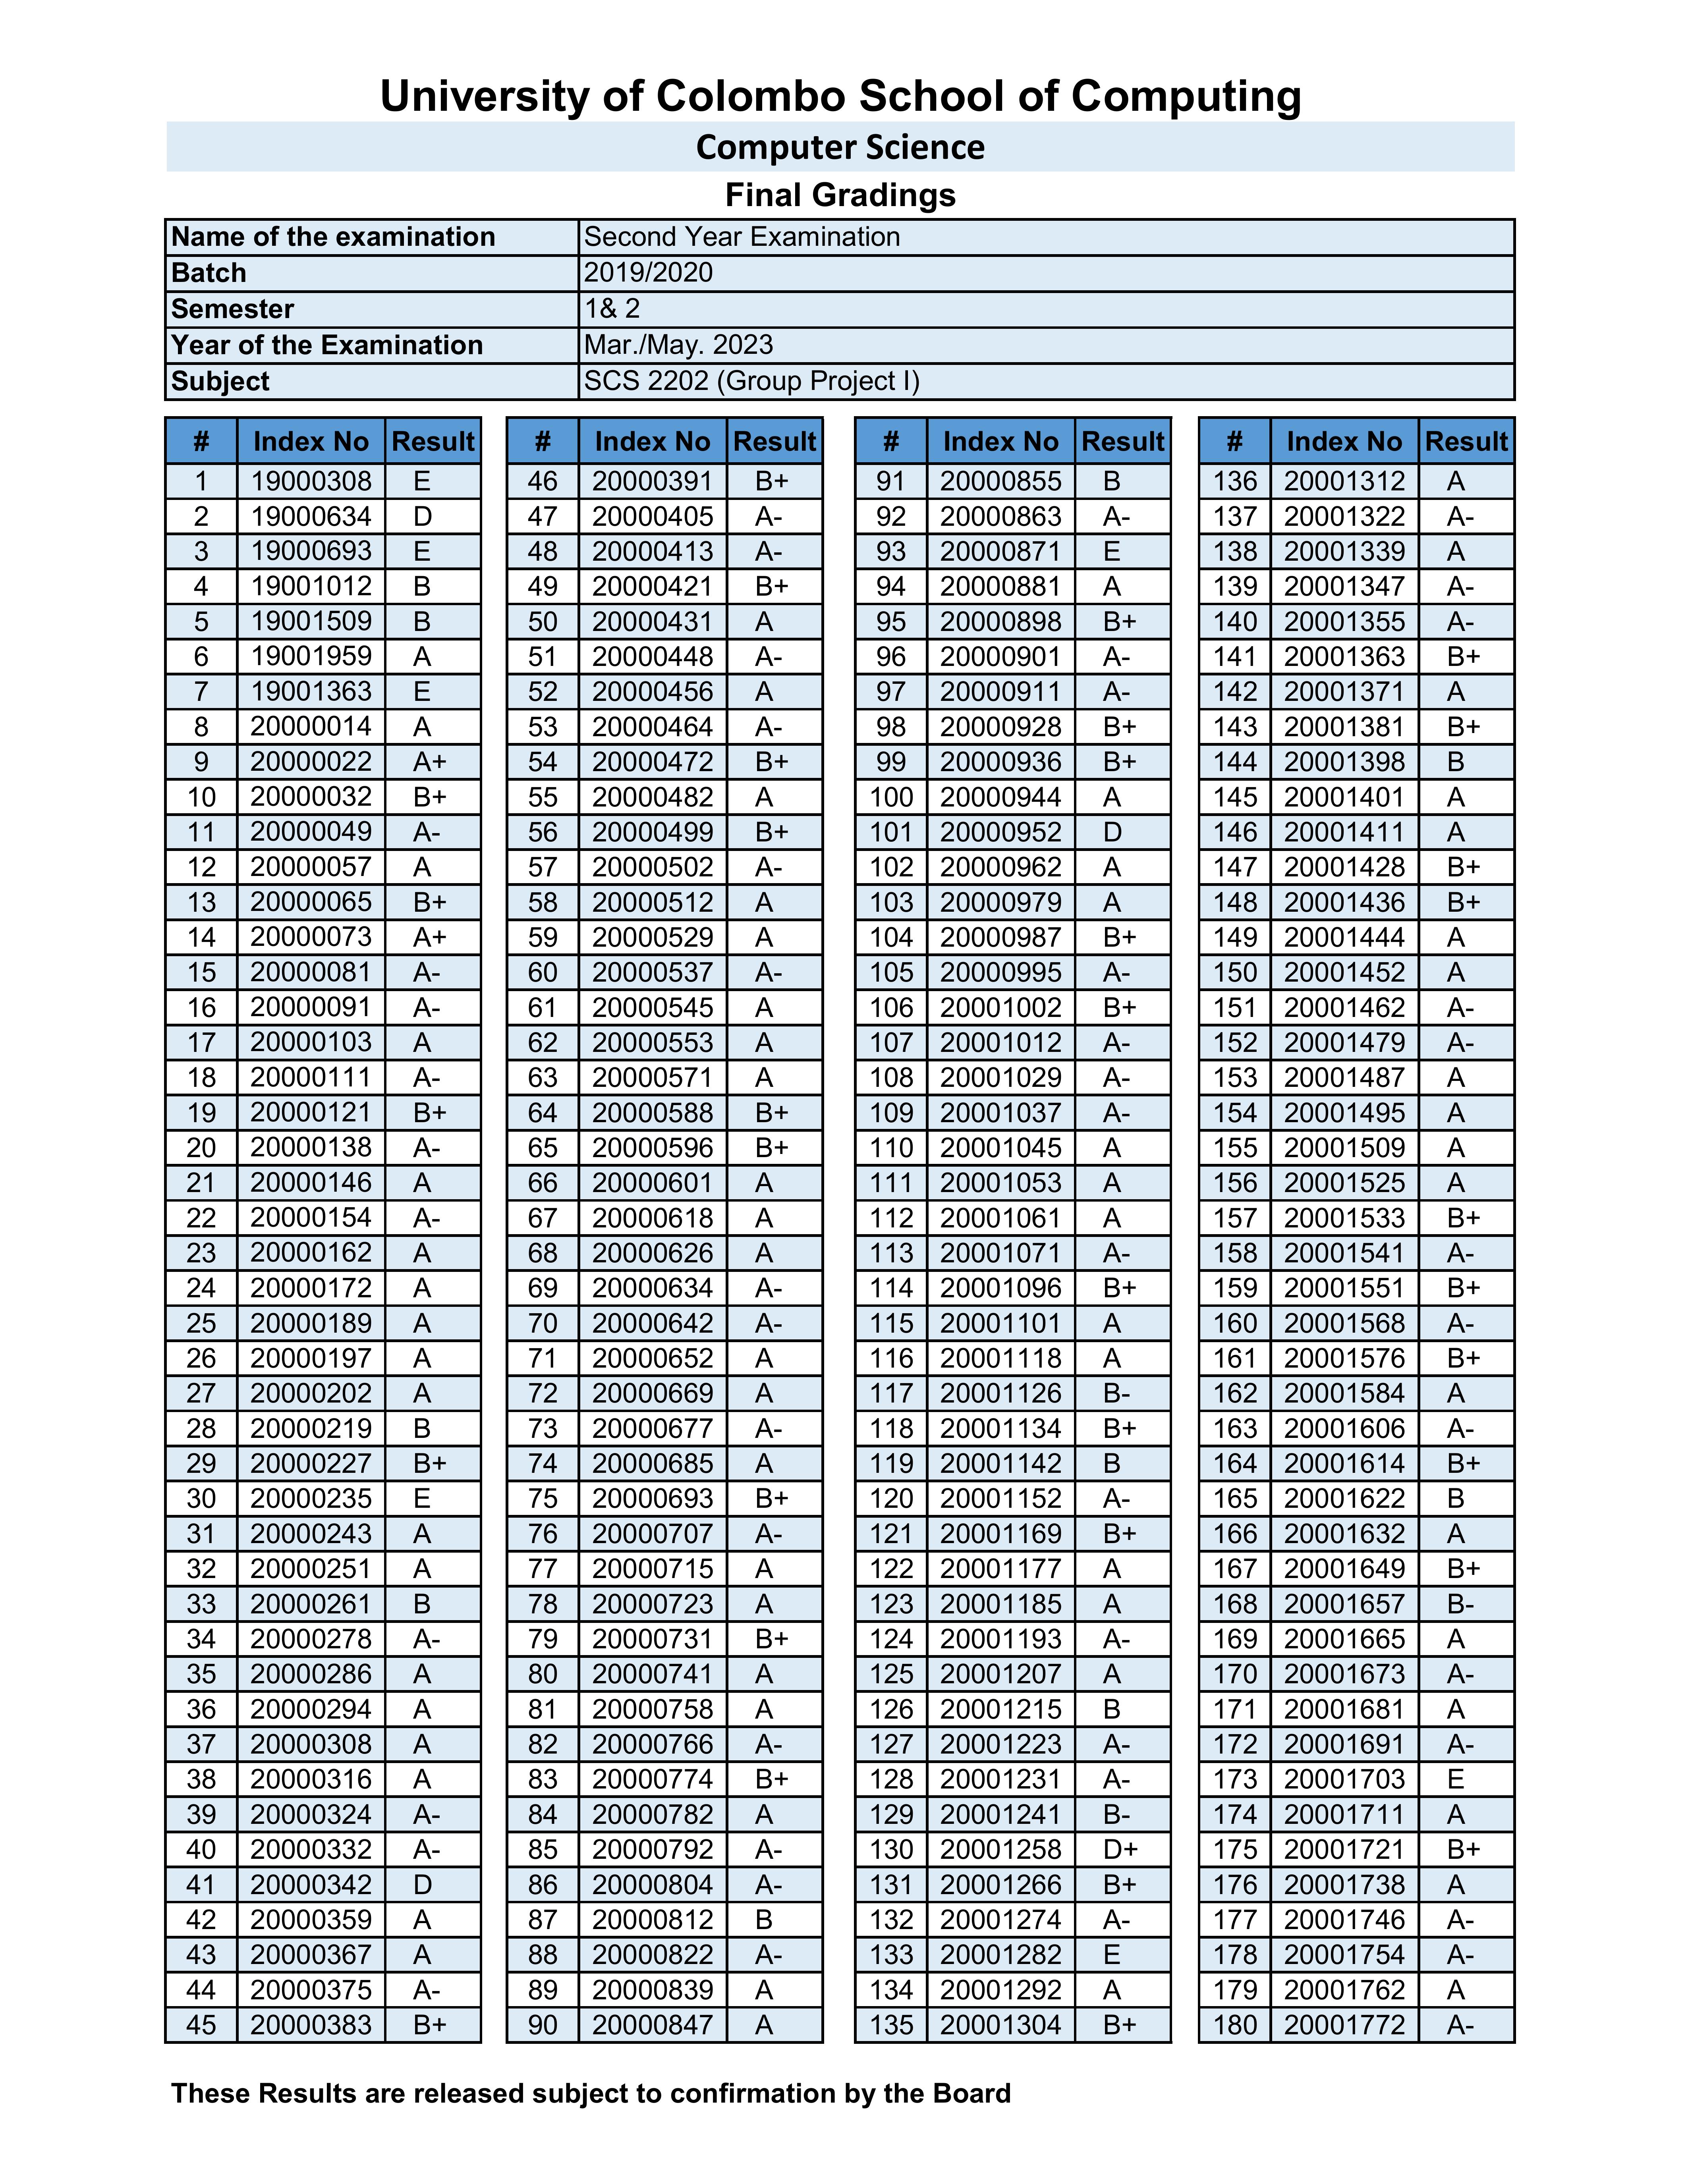 University of Colombo School of Computing
Computer Science
Final Gradings
Name of the examination Second Year Examination
Batch 2019/2020
Semester 1& 2
Year of the Examination Mar./May. 2023
Subject SCS 2202 (Group Project I)
# Index No Result # Index No Result # Index No Result # Index No Result
1 19000308 E 46 20000391 B+ 91 20000855 B 136 20001312 A
2 19000634 D 47 20000405 A- 92 20000863 A- 137 20001322 A-
3 19000693 E 48 20000413 A- 93 20000871 E 138 20001339 A
4 19001012 B 49 20000421 B+ 94 20000881 A 139 20001347 A-
5 19001509 B 50 20000431 A 95 20000898 B+ 140 20001355 A-
6 19001959 A 51 20000448 A- 96 20000901 A- 141 20001363 B+
7 19001363 E 52 20000456 A 97 20000911 A- 142 20001371 A
8 20000014 A 53 20000464 A- 98 20000928 B+ 143 20001381 B+
9 20000022 A+ 54 20000472 B+ 99 20000936 B+ 144 20001398 B
10 20000032 B+ 55 20000482 A 100 20000944 A 145 20001401 A
11 20000049 A- 56 20000499 B+ 101 20000952 D 146 20001411 A
12 20000057 A 57 20000502 A- 102 20000962 A 147 20001428 B+
13 20000065 B+ 58 20000512 A 103 20000979 A 148 20001436 B+
14 20000073 A+ 59 20000529 A 104 20000987 B+ 149 20001444 A
15 20000081 A- 60 20000537 A- 105 20000995 A- 150 20001452 A
16 20000091 A- 61 20000545 A 106 20001002 B+ 151 20001462 A-
17 20000103 A 62 20000553 A 107 20001012 A- 152 20001479 A-
18 20000111 A- 63 20000571 A 108 20001029 A- 153 20001487 A
19 20000121 B+ 64 20000588 B+ 109 20001037 A- 154 20001495 A
20 20000138 A- 65 20000596 B+ 110 20001045 A 155 20001509 A
21 20000146 A 66 20000601 A 111 20001053 A 156 20001525 A
22 20000154 A- 67 20000618 A 112 20001061 A 157 20001533 B+
23 20000162 A 68 20000626 A 113 20001071 A- 158 20001541 A-
24 20000172 A 69 20000634 A- 114 20001096 B+ 159 20001551 B+
25 20000189 A 70 20000642 A- 115 20001101 A 160 20001568 A-
26 20000197 A 71 20000652 A 116 20001118 A 161 20001576 B+
27 20000202 A 72 20000669 A 117 20001126 B- 162 20001584 A
28 20000219 B 73 20000677 A- 118 20001134 B+ 163 20001606 A-
29 20000227 B+ 74 20000685 A 119 20001142 B 164 20001614 B+
30 20000235 E 75 20000693 B+ 120 20001152 A- 165 20001622 B
31 20000243 A 76 20000707 A- 121 20001169 B+ 166 20001632 A
32 20000251 A 77 20000715 A 122 20001177 A 167 20001649 B+
33 20000261 B 78 20000723 A 123 20001185 A 168 20001657 B-
34 20000278 A- 79 20000731 B+ 124 20001193 A- 169 20001665 A
35 20000286 A 80 20000741 A 125 20001207 A 170 20001673 A-
36 20000294 A 81 20000758 A 126 20001215 B 171 20001681 A
37 20000308 A 82 20000766 A- 127 20001223 A- 172 20001691 A-
38 20000316 A 83 20000774 B+ 128 20001231 A- 173 20001703 E
39 20000324 A- 84 20000782 A 129 20001241 B- 174 20001711 A
40 20000332 A- 85 20000792 A- 130 20001258 D+ 175 20001721 B+
41 20000342 D 86 20000804 A- 131 20001266 B+ 176 20001738 A
42 20000359 A 87 20000812 B 132 20001274 A- 177 20001746 A-
43 20000367 A 88 20000822 A- 133 20001282 E 178 20001754 A-
44 20000375 A- 89 20000839 A 134 20001292 A 179 20001762 A
45 20000383 B+ 90 20000847 A 135 20001304 B+ 180 20001772 A-
These Results are released subject to confirmation by the Board